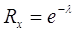 Rₓ = e^{-λ}